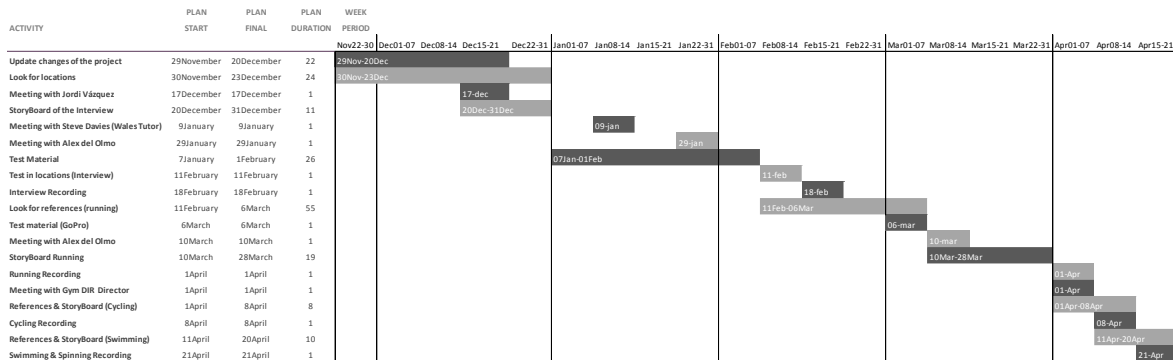 PLAN PLAN PLAN WEEK
ACTIVITY START FINAL DURATION PERIOD
Nov22-30 Dec01-07 Dec08-14 Dec15-21 Dec22-31 Jan01-07 Jan08-14 Jan15-21 Jan22-31 Feb01-07 Feb08-14 Feb15-21 Feb22-31 Mar01-07 Mar08-14 Mar15-21 Mar22-31 Apr01-07 Apr08-14 Apr15-21
Update changes of the project 29November 20December 22 29Nov-20Dec
Look for locations 30November 23December 24 30Nov-23Dec
Meeting with Jordi Vázquez 17December 17December 1 17-dec
StoryBoard of the Interview 20December 31December 11 20Dec-31Dec
Meeting with Steve Davies (Wales Tutor) 9January 9January 1 09-jan
Meeting with Alex del Olmo 29January 29January 1 29-jan
Test Material 7January 1February 26 07Jan-01Feb
Test in locations (Interview) 11February 11February 1 11-feb
Interview Recording 18February 18February 1 18-feb
Look for references (running) 11February 6March 55 11Feb-06Mar
Test material (GoPro) 6March 6March 1 06-mar
Meeting with Alex del Olmo 10March 10March 1 10-mar
StoryBoard Running 10March 28March 19 10Mar-28Mar
Running Recording 1April 1April 1 01-Apr
Meeting with Gym DIR Director 1April 1April 1 01-Apr
References & StoryBoard (Cycling) 1April 8April 8 01Apr-08Apr
Cycling Recording 8April 8April 1 08-Apr
References & StoryBoard (Swimming) 11April 20April 10 11Apr-20Apr
Swimming & Spinning Recording 21April 21April 1 21-Apr